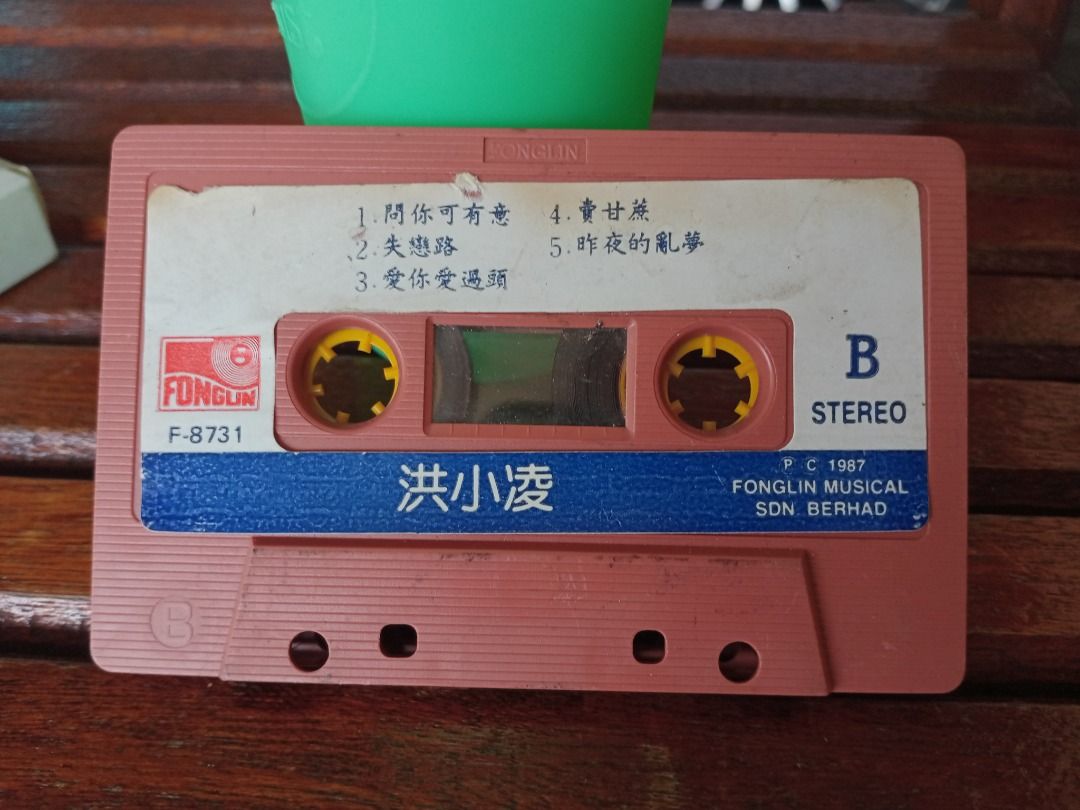 FONGLIN
1.問你可有意
2.失戀路
3.愛你愛過頭
4.賣甘蔗
5.昨夜的亂夢
6
FONGLIN
F-8731
B
STEREO
洪小凌
Ⓟ C 1987
FONGLIN MUSICAL
SDN BERHAD
B